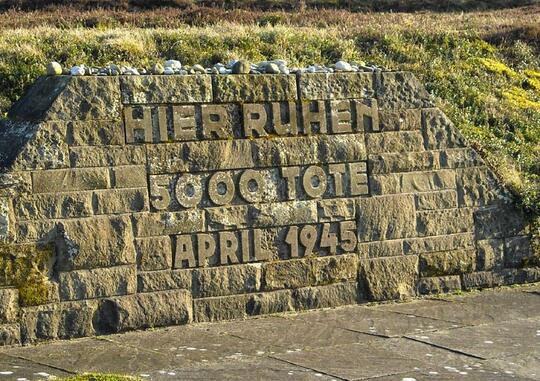 HIER RUHEN
5000 TOTE
APRIL 1945